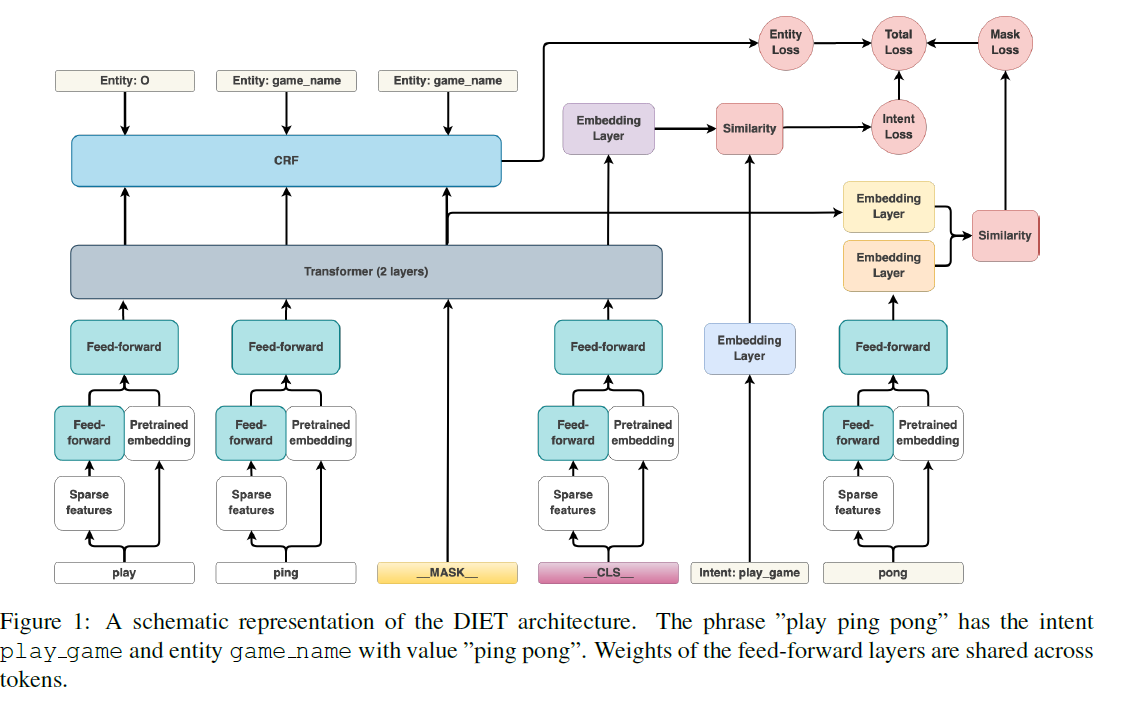 Entity Loss
Total Loss
Mask Loss
Entity: O
Entity: game_name
Entity: game_name
Embedding Layer
Similarity
Intent Loss
CRF
Embedding Layer
Similarity
Embedding Layer
Transformer (2 layers)
Feed-forward
Feed-forward
Feed-forward
Embedding Layer
Feed-forward
Feed-forward
Pretrained embedding
Feed-forward
Pretrained embedding
Feed-forward
Pretrained embedding
Feed-forward
Pretrained embedding
Sparse features
Sparse features
Sparse features
Sparse features
play
ping
__MASK__
__CLS__
Intent: play_game
pong
Figure 1: A schematic representation of the DIET architecture. The phrase ”play ping pong” has the intent
play_game and entity game_name with value ”ping pong”. Weights of the feed-forward layers are shared across
tokens.